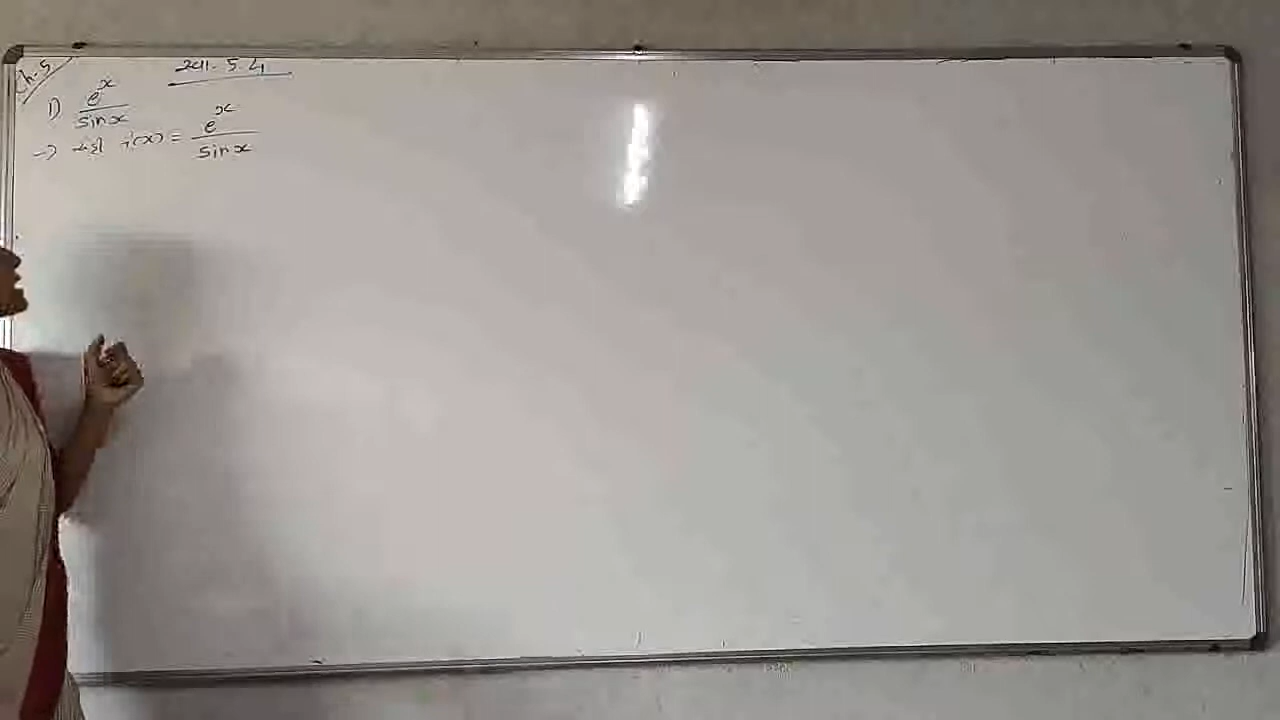 Ch. 5
5.4
1) e^x / sin x
→ f(x) = e^x / sin x